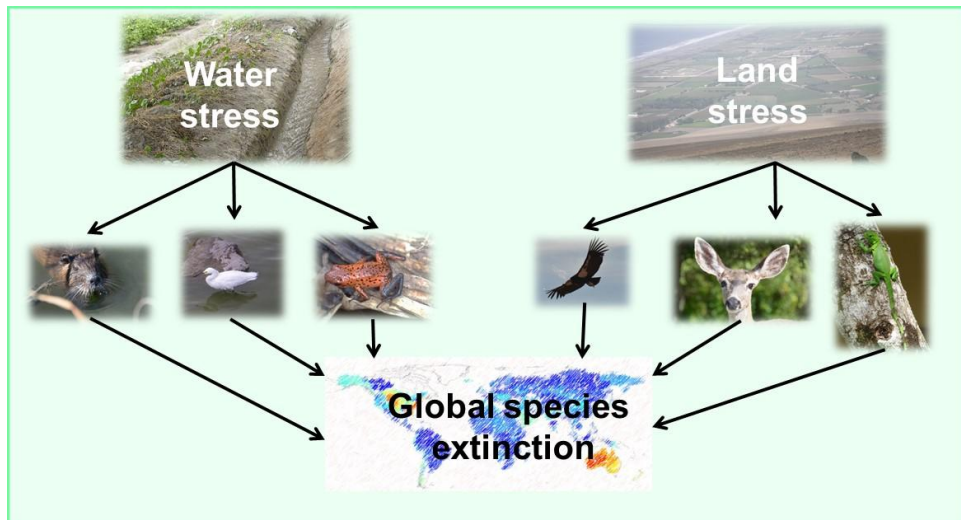 Water
stress
Land
stress
Global species
extinction